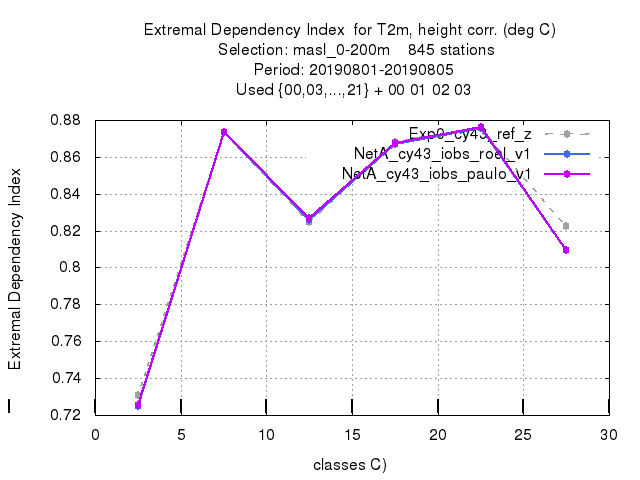 Extremal Dependency Index for T2m, height corr. (deg C)
Selection: masl_0-200m 845 stations
Period: 20190801-20190805
Used {00,03,...,21} + 00 01 02 03
Exp0_cy43_ref_z
NetA_cy43_iobs_roel_v1
NetA_cy43_iobs_paulo_v1
Extremal Dependency Index
0.88
0.86
0.84
0.82
0.8
0.78
0.76
0.74
0.72
0 5 10 15 20 25 30
classes C)